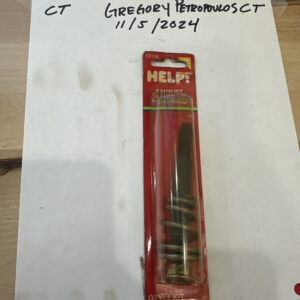 CT GREGORY PETROPOULOS CT
11/5/2024
HELP!
EXHAUST